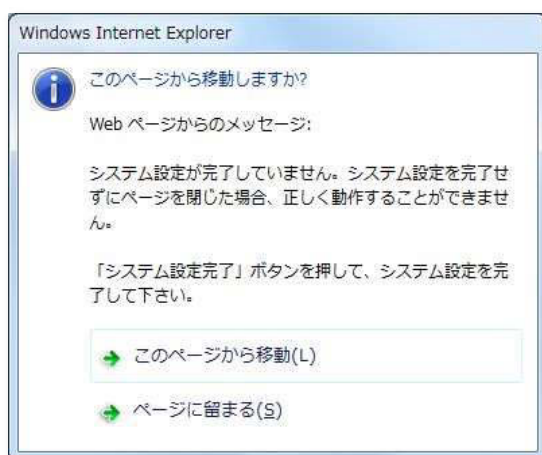 Windows Internet Explorer
このページから移動しますか?
Web ページからのメッセージ:
システム設定が完了していません。システム設定を完了せ
ずにページを閉じた場合、正しく動作することができませ
ん。
「システム設定完了」ボタンを押して、システム設定を完
了して下さい。
このページから移動(L)
ページに留まる(S)